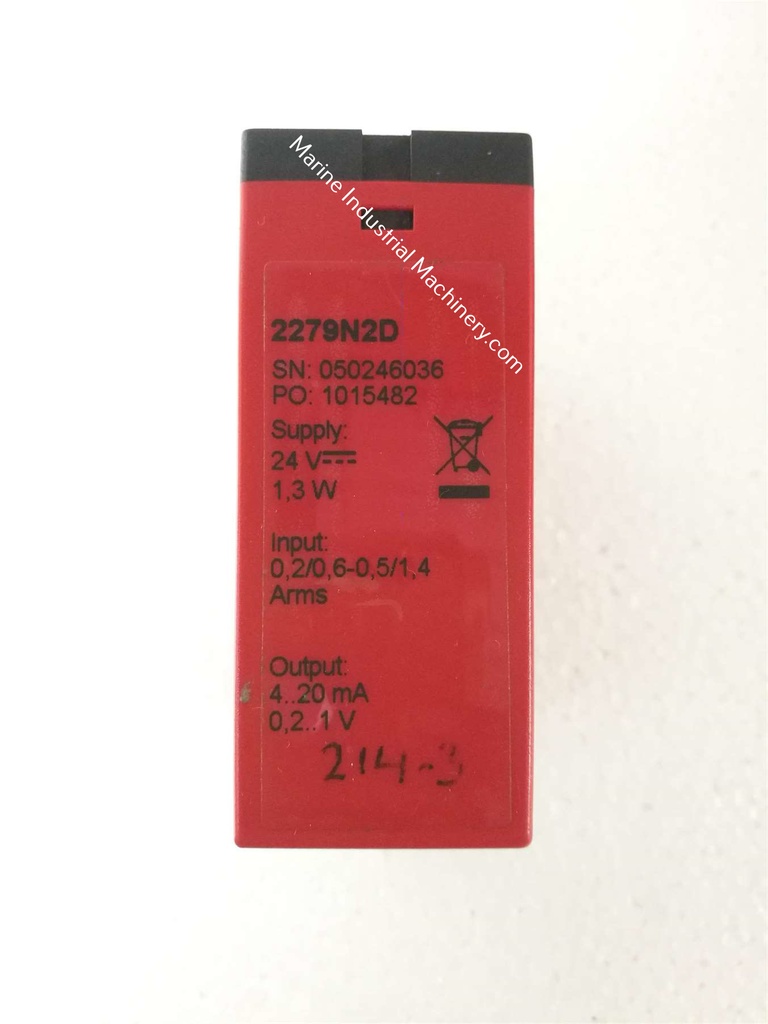 Marine Industrial Machinery.com
2279N2D
SN: 050246036
PO: 1015482
Supply:
24 V
1,3 W
Input:
0,2/0,6-0,5/1,4
Arms
Output:
4..20 mA
0,2..1 V
214-3